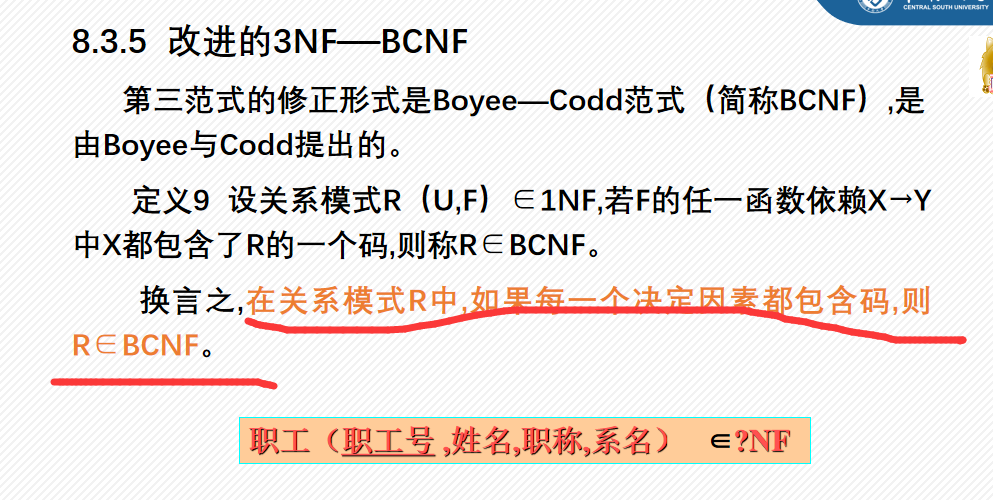 CENTRAL SOUTH UNIVERSITY
8.3.5 改进的3NF——BCNF
第三范式的修正形式是Boyee—Codd范式（简称BCNF）,是
由Boyee与Codd提出的。
定义9 设关系模式R（U,F）∈1NF,若F的任一函数依赖X→Y
中X都包含了R的一个码,则称R∈BCNF。
换言之,在关系模式R中,如果每一个决定因素都包含码,则
R∈BCNF。
职工（职工号,姓名,职称,系名） ∈?NF